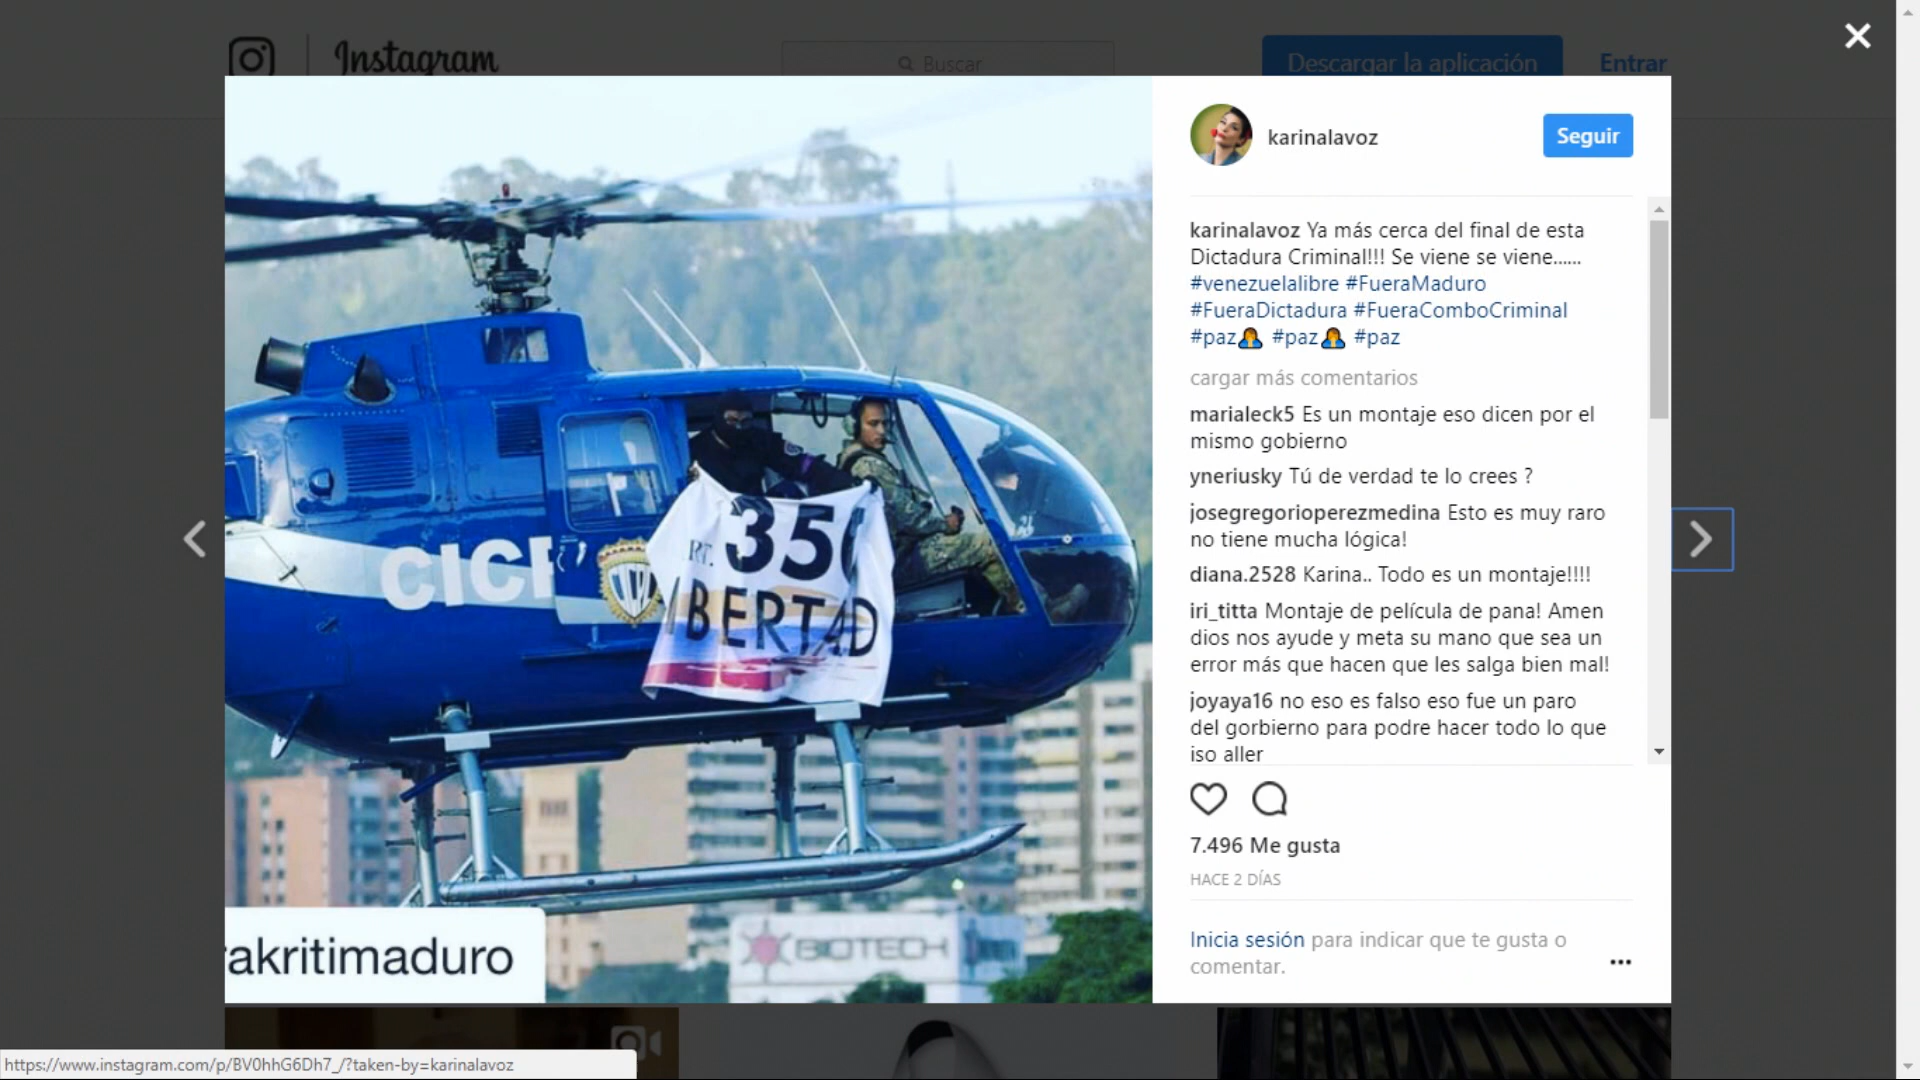 Instagram
Buscar
Descargar la aplicación
Entrar
karinalavoz
Seguir
karinalavoz Ya más cerca del final de esta
Dictadura Criminal!!! Se viene se viene......
#venezuelalibre #FueraMaduro
#FueraDictadura #FueraComboCriminal
#paz #paz #paz
cargar más comentarios
marialeck5 Es un montaje eso dicen por el
mismo gobierno
yneriusky Tú de verdad te lo crees ?
josegregorioperezmedina Esto es muy raro
no tiene mucha lógica!
diana.2528 Karina.. Todo es un montaje!!!!
iri_titta Montaje de película de pana! Amen
dios nos ayude y meta su mano que sea un
error más que hacen que les salga bien mal!
joyaya16 no eso es falso eso fue un paro
del gorbierno para podre hacer todo lo que
iso aller
7.496 Me gusta
HACE 2 DÍAS
Inicia sesión para indicar que te gusta o
comentar.
RT. 350
IBERTAD
CICP
akritimaduro
BIOTECH
https://www.instagram.com/p/BV0hhG6Dh7_/?taken-by=karinalavoz